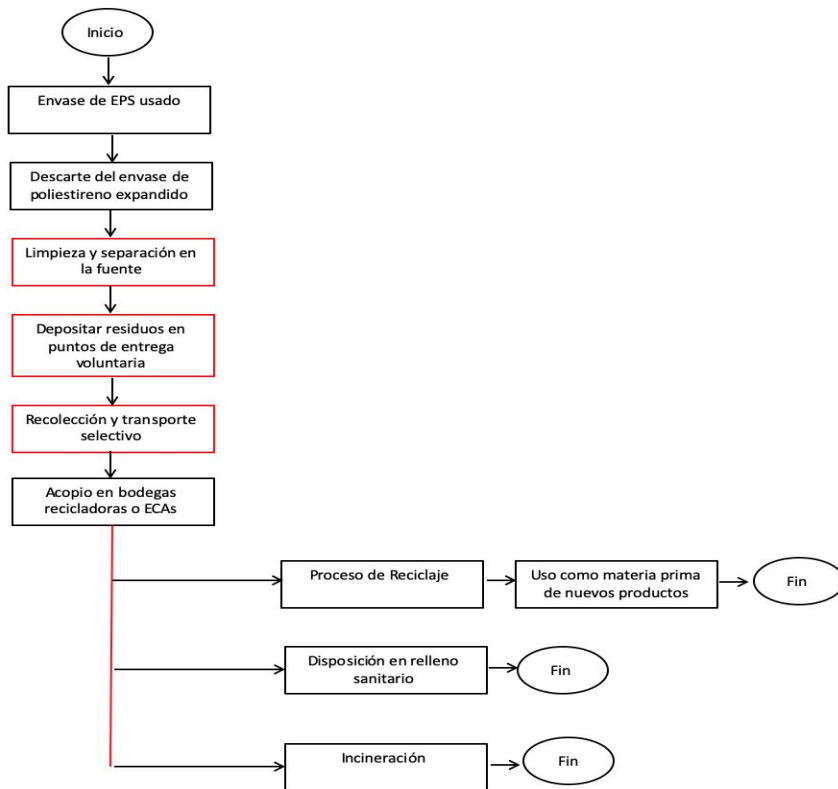 Inicio
Envase de EPS usado
Descarte del envase de
poliestireno expandido
Limpieza y separación en
la fuente
Depositar residuos en
puntos de entrega
voluntaria
Recolección y transporte
selectivo
Acopio en bodegas
recicladoras o ECAs
Proceso de Reciclaje
Uso como materia prima
de nuevos productos
Fin
Disposición en relleno
sanitario
Fin
Incineración
Fin